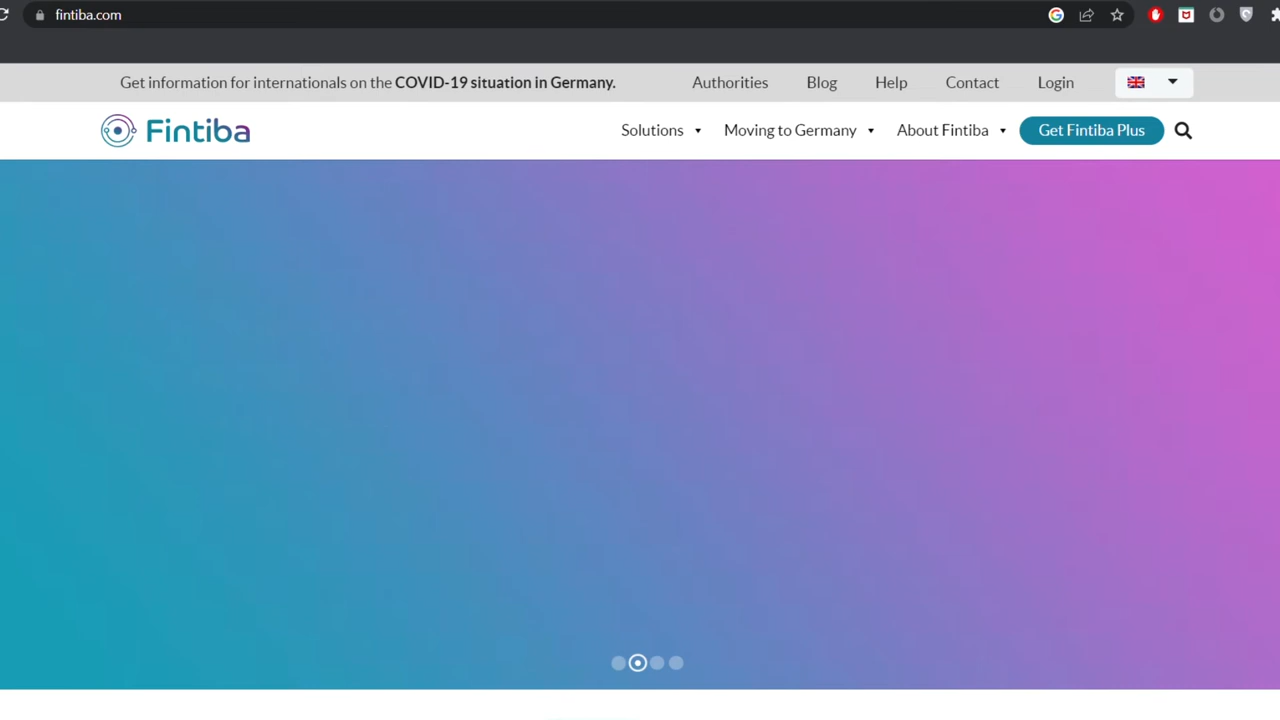 fintiba.com
Get information for internationals on the COVID-19 situation in Germany. Authorities Blog Help Contact Login
Fintiba Solutions Moving to Germany About Fintiba Get Fintiba Plus